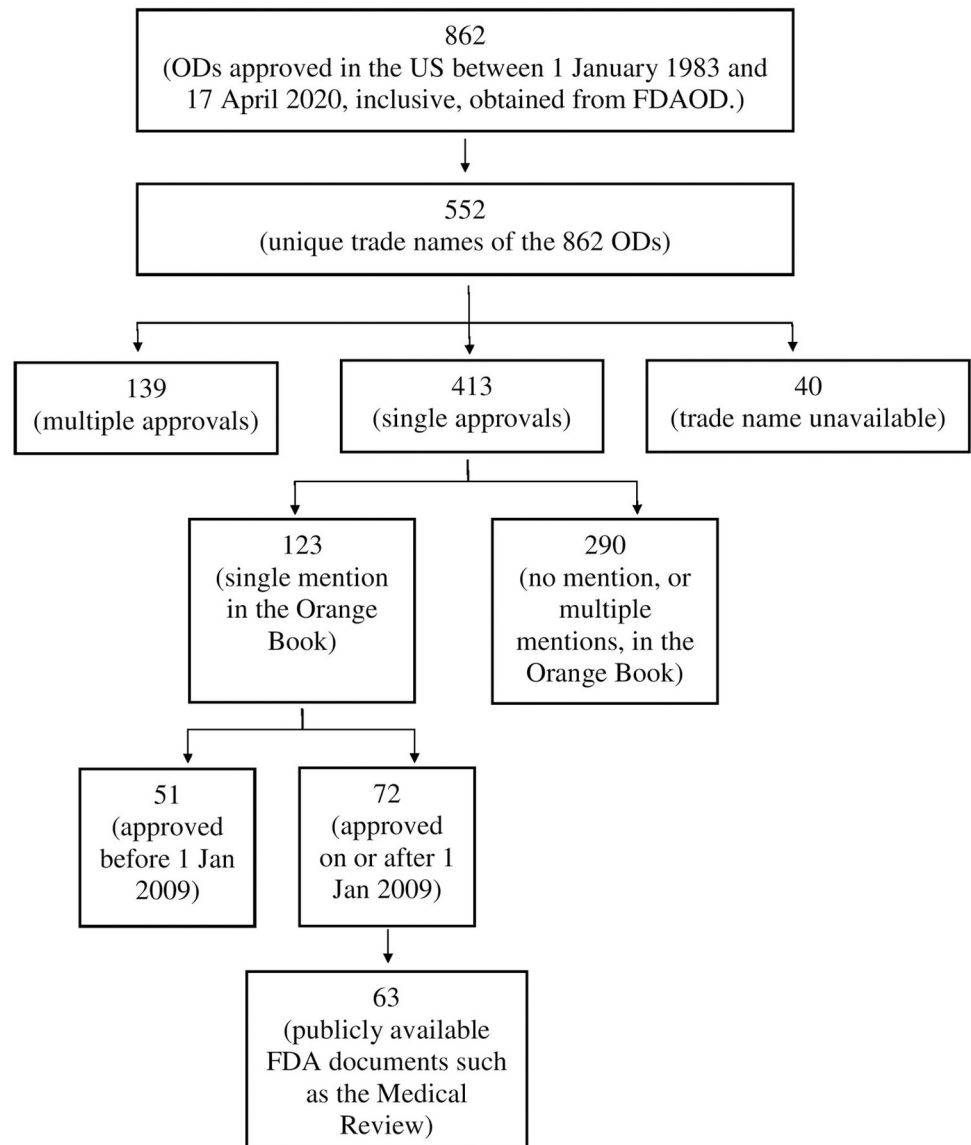 862
(ODs approved in the US between 1 January 1983 and
17 April 2020, inclusive, obtained from FDAOD.)
552
(unique trade names of the 862 ODs)
139
(multiple approvals)
413
(single approvals)
40
(trade name unavailable)
123
(single mention
in the Orange
Book)
290
(no mention, or
multiple
mentions, in the
Orange Book)
51
(approved
before 1 Jan
2009)
72
(approved
on or after 1
Jan 2009)
63
(publicly available
FDA documents such
as the Medical
Review)